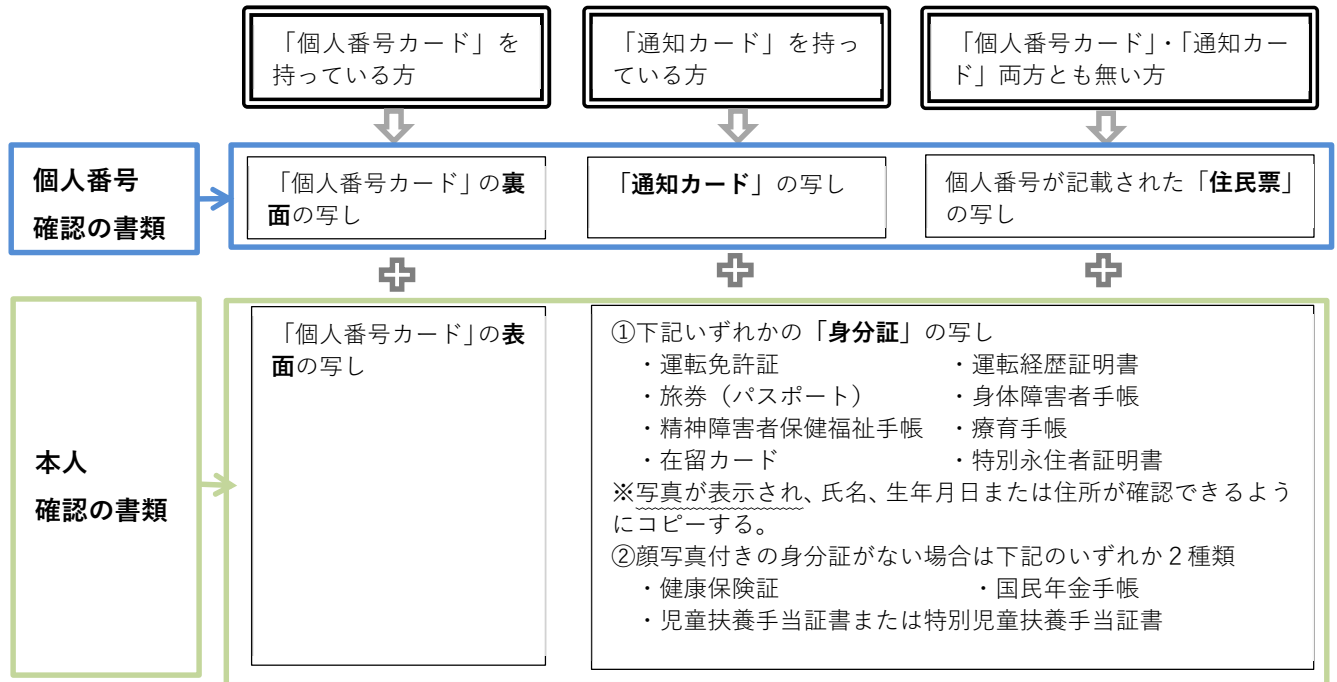 「個人番号カード」を
持っている方
「通知カード」を持っ
ている方
「個人番号カード」・「通知カー
ド」両方とも無い方
個人番号
確認の書類
「個人番号カード」の裏
面の写し
「通知カード」の写し
個人番号が記載された「住民票」
の写し
本人
確認の書類
「個人番号カード」の表
面の写し
①下記いずれかの「身分証」の写し
・運転免許証 ・運転経歴証明書
・旅券（パスポート） ・身体障害者手帳
・精神障害者保健福祉手帳 ・療育手帳
・在留カード ・特別永住者証明書
※写真が表示され、氏名、生年月日または住所が確認できるよう
にコピーする。
②顔写真付きの身分証がない場合は下記のいずれか２種類
・健康保険証 ・国民年金手帳
・児童扶養手当証書または特別児童扶養手当証書